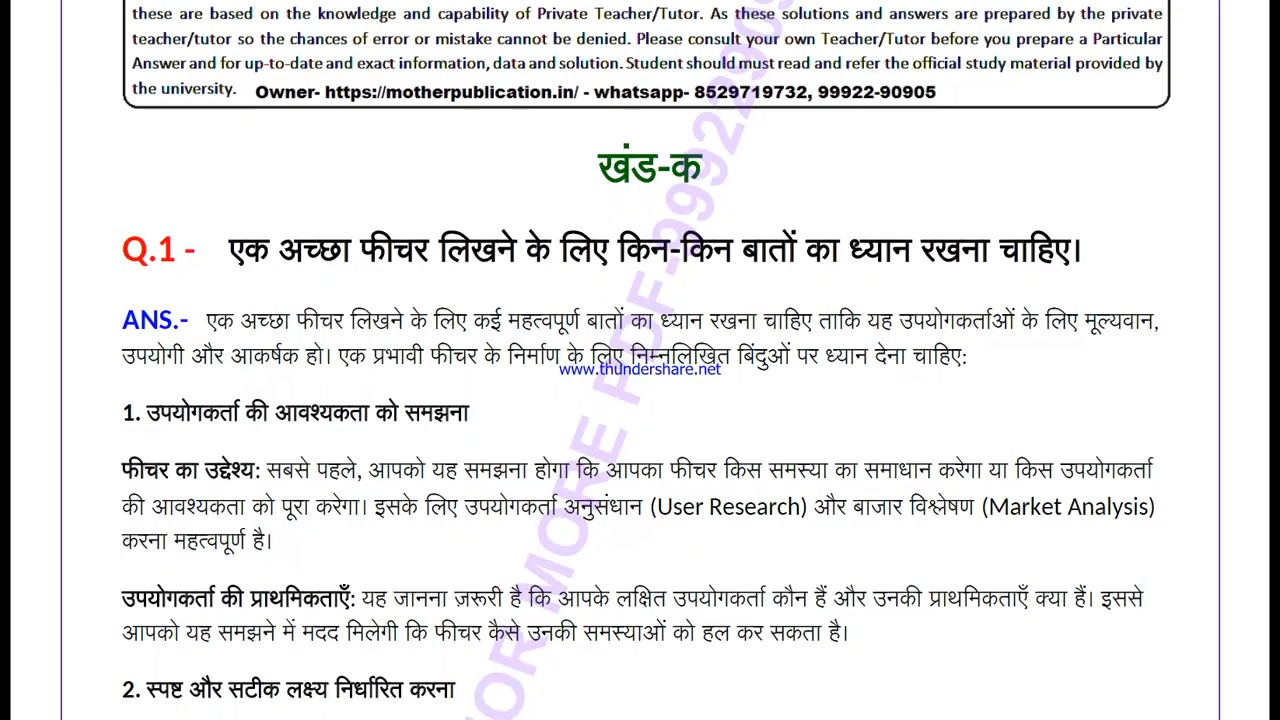 these are based on the knowledge and capability of Private Teacher/Tutor. As these solutions and answers are prepared by the private
teacher/tutor so the chances of error or mistake cannot be denied. Please consult your own Teacher/Tutor before you prepare a Particular
Answer and for up-to-date and exact information, data and solution. Student should must read and refer the official study material provided by
the university. Owner- https://motherpublication.in/ - whatsapp- 8529719732, 99922-90905
खंड-क
Q.1 - एक अच्छा फीचर लिखने के लिए किन-किन बातों का ध्यान रखना चाहिए।
ANS.- एक अच्छा फीचर लिखने के लिए कई महत्वपूर्ण बातों का ध्यान रखना चाहिए ताकि यह उपयोगकर्ताओं के लिए मूल्यवान,
उपयोगी और आकर्षक हो। एक प्रभावी फीचर के निर्माण के लिए निम्नलिखित बिंदुओं पर ध्यान देना चाहिए:
www.thundershare.net
1. उपयोगकर्ता की आवश्यकता को समझना
फीचर का उद्देश्य: सबसे पहले, आपको यह समझना होगा कि आपका फीचर किस समस्या का समाधान करेगा या किस उपयोगकर्ता
की आवश्यकता को पूरा करेगा। इसके लिए उपयोगकर्ता अनुसंधान (User Research) और बाजार विश्लेषण (Market Analysis)
करना महत्वपूर्ण है।
उपयोगकर्ता की प्राथमिकताएँ: यह जानना ज़रूरी है कि आपके लक्षित उपयोगकर्ता कौन हैं और उनकी प्राथमिकताएँ क्या हैं। इससे
आपको यह समझने में मदद मिलेगी कि फीचर कैसे उनकी समस्याओं को हल कर सकता है।
2. स्पष्ट और सटीक लक्ष्य निर्धारित करना
MORE PDF-9992290905